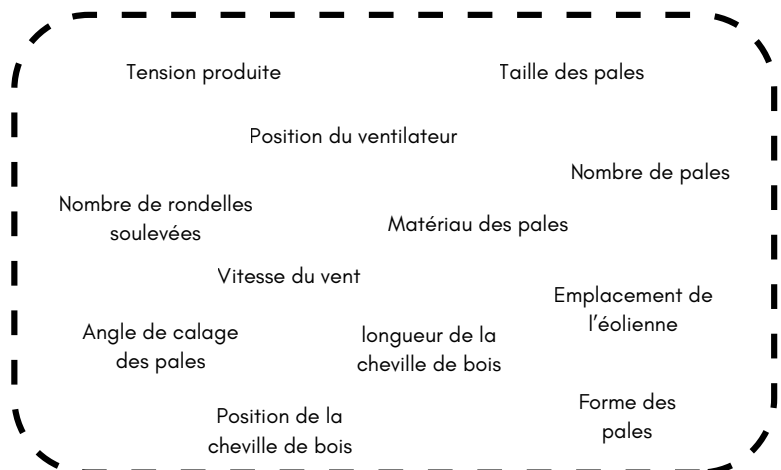 Tension produite
Taille des pales
Position du ventilateur
Nombre de pales
Nombre de rondelles
soulevées
Matériau des pales
Vitesse du vent
Emplacement de
l'éolienne
Angle de calage
des pales
longueur de la
cheville de bois
Position de la
cheville de bois
Forme des
pales